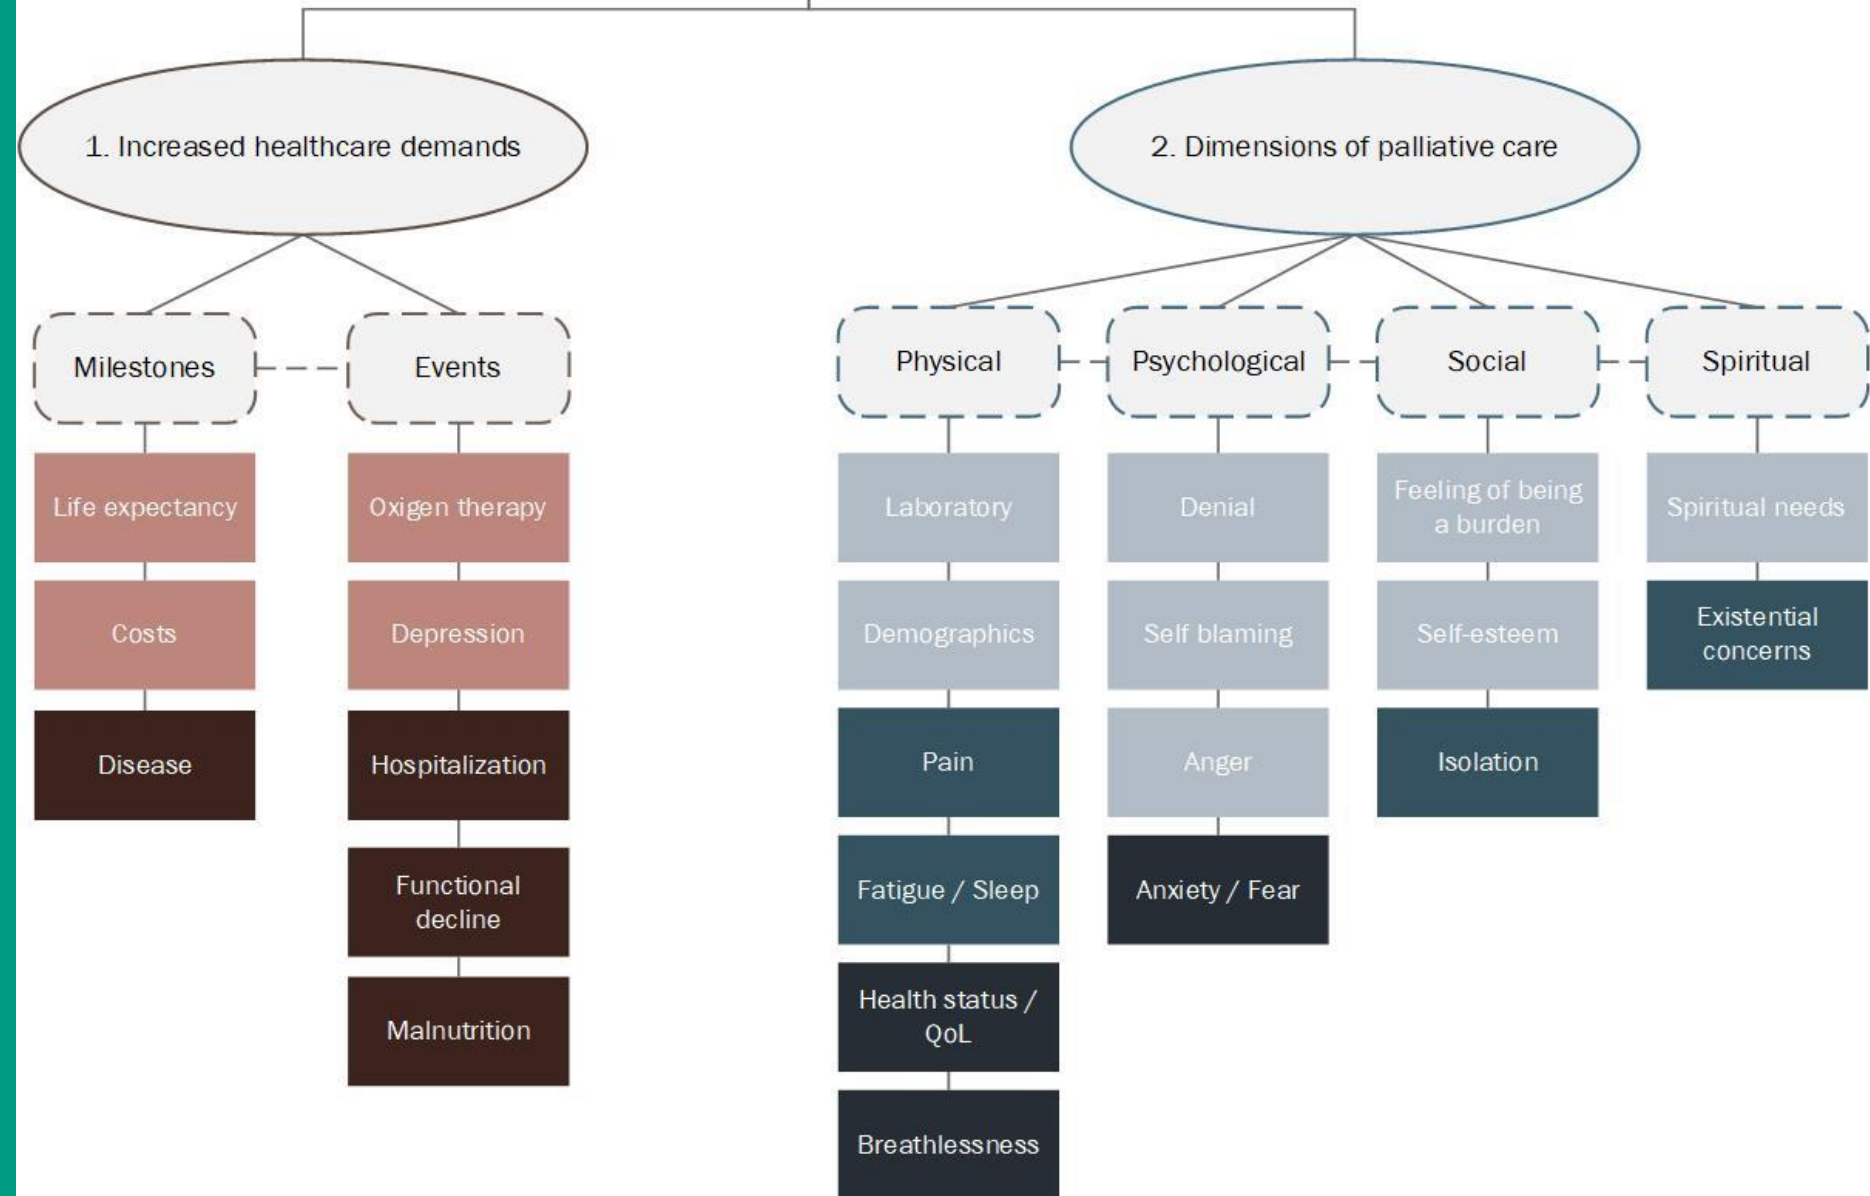 1. Increased healthcare demands
2. Dimensions of palliative care
Milestones
Events
Physical
Psychological
Social
Spiritual
Life expectancy
Oxigen therapy
Laboratory
Denial
Feeling of being
a burden
Spiritual needs
Costs
Depression
Demographics
Self blaming
Self-esteem
Existential
concerns
Disease
Hospitalization
Pain
Anger
Isolation
Functional
decline
Fatigue / Sleep
Anxiety / Fear
Malnutrition
Health status /
QoL
Breathlessness